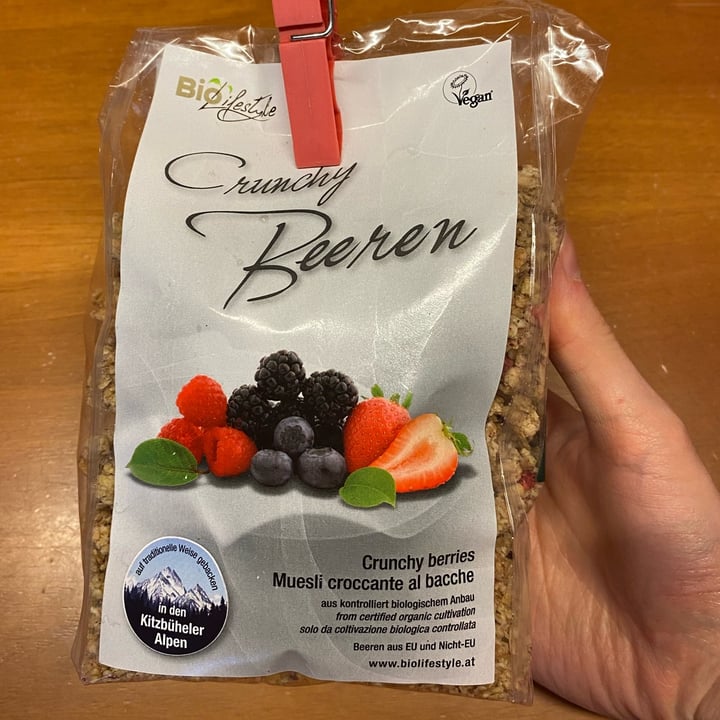 Bio Lifestyle
Vegan
Crunchy
Beeren
auf traditionelle Weise gebacken
in den
Kitzbüheler
Alpen
Crunchy berries
Muesli croccante al bacche
aus kontrolliert biologischem Anbau
from certified organic cultivation
solo da coltivazione biologica controllata
Beeren aus EU und Nicht-EU
www.biolifestyle.at